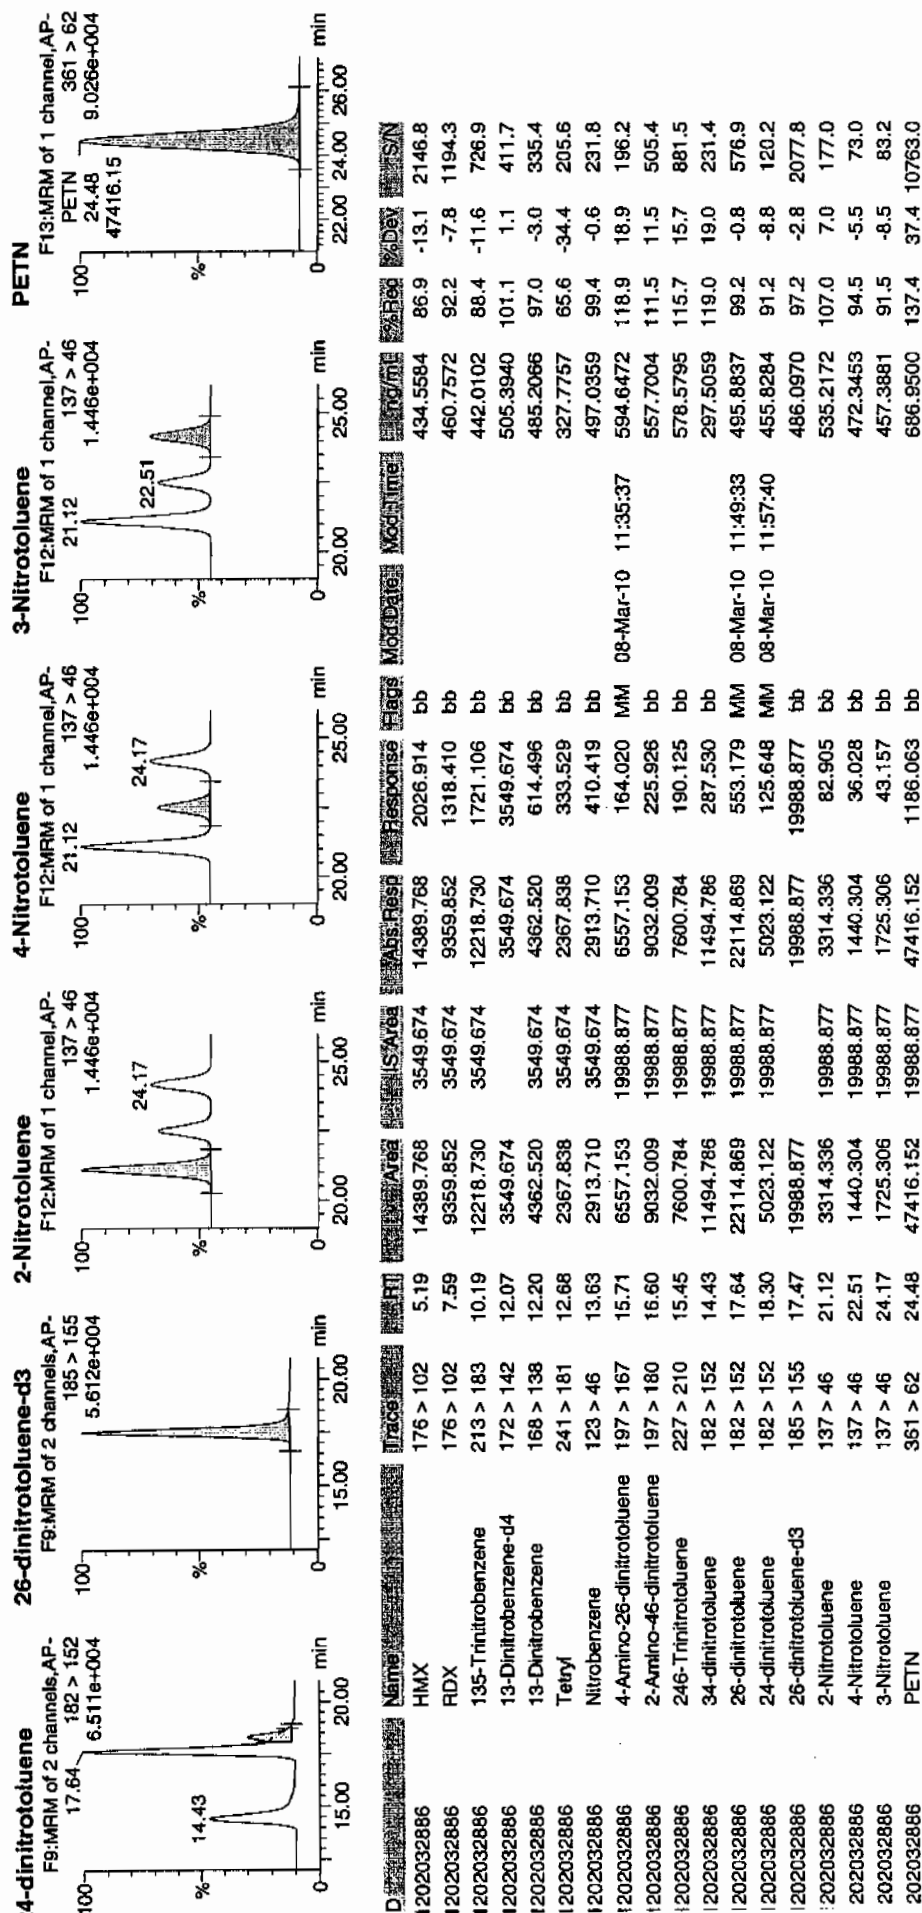 4-dinitrotoluene
F9:MRM of 2 channels,AP-
182 > 152
6.511e+004
17.64
14.43
100
%
0
15.00
20.00
min
26-dinitrotoluene-d3
F9:MRM of 2 channels,AP-
185 > 155
5.612e+004
100
%
0
15.00
20.00
min
2-Nitrotoluene
F12:MRM of 1 channel,AP-
137 > 46
1.446e+004
24.17
100
%
0
20.00
25.00
min
4-Nitrotoluene
F12:MRM of 1 channel,AP-
137 > 46
1.446e+004
21.12
24.17
100
%
0
20.00
25.00
min
3-Nitrotoluene
F12:MRM of 1 channel,AP-
137 > 46
1.446e+004
21.12
22.51
100
%
0
20.00
25.00
min
PETN
F13:MRM of 1 channel,AP-
361 > 62
9.026e+004
PETN
24.48
47416.15
100
%
0
22.00
24.00
26.00
min
Name Trace RT Area IS Area Abs.Resp Response Flags Mod.Date Mod.Time ng/mL %Rec %Dev S/N
1202032886 HMX 176 > 102 5.19 14389.768 3549.674 14389.768 2026.914 bb 434.5584 86.9 -13.1 2146.8
1202032886 RDX 176 > 102 7.59 9359.852 3549.674 9359.852 1318.410 bb 460.7572 92.2 -7.8 1194.3
1202032886 135-Trinitrobenzene 213 > 183 10.19 12218.730 3549.674 12218.730 1721.106 bb 442.0102 88.4 -11.6 726.9
1202032886 13-Dinitrobenzene-d4 172 > 142 12.07 3549.674 3549.674 3549.674 bb 505.3940 101.1 1.1 411.7
1202032886 13-Dinitrobenzene 168 > 138 12.20 4362.520 3549.674 4362.520 614.496 bb 485.2066 97.0 -3.0 335.4
1202032886 Tetryl 241 > 181 12.68 2367.838 3549.674 2367.838 333.529 bb 327.7757 65.6 -34.4 205.6
1202032886 Nitrobenzene 123 > 46 13.63 2913.710 3549.674 2913.710 410.419 bb 497.0359 99.4 -0.6 231.8
1202032886 4-Amino-26-dinitrotoluene 197 > 167 15.71 6557.153 19988.877 6557.153 164.020 MM 08-Mar-10 11:35:37 594.6472 118.9 18.9 196.2
1202032886 2-Amino-46-dinitrotoluene 197 > 180 16.60 9032.009 19988.877 9032.009 225.926 bb 557.7004 111.5 11.5 505.4
1202032886 246-Trinitrotoluene 227 > 210 15.45 7600.784 19988.877 7600.784 190.125 bb 578.5795 115.7 15.7 881.5
1202032886 34-dinitrotoluene 182 > 152 14.43 11494.786 19988.877 11494.786 287.530 bb 297.5059 119.0 19.0 231.4
1202032886 26-dinitrotoluene 182 > 152 17.64 22114.869 19988.877 22114.869 553.179 MM 08-Mar-10 11:49:33 495.8837 99.2 -0.8 576.9
1202032886 24-dinitrotoluene 182 > 152 18.30 5023.122 19988.877 5023.122 125.648 MM 08-Mar-10 11:57:40 455.8284 91.2 -8.8 120.2
1202032886 26-dinitrotoluene-d3 185 > 155 17.47 19988.877 19988.877 19988.877 bb 486.0970 97.2 -2.8 2077.8
1202032886 2-Nitrotoluene 137 > 46 21.12 3314.336 19988.877 3314.336 82.905 bb 535.2172 107.0 7.0 177.0
1202032886 4-Nitrotoluene 137 > 46 22.51 1440.304 19988.877 1440.304 36.028 bb 472.3453 94.5 -5.5 73.0
1202032886 3-Nitrotoluene 137 > 46 24.17 1725.306 19988.877 1725.306 43.157 bb 457.3881 91.5 -8.5 83.2
1202032886 PETN 361 > 62 24.48 47416.152 19988.877 47416.152 1186.063 bb 686.9500 137.4 37.4 10763.0